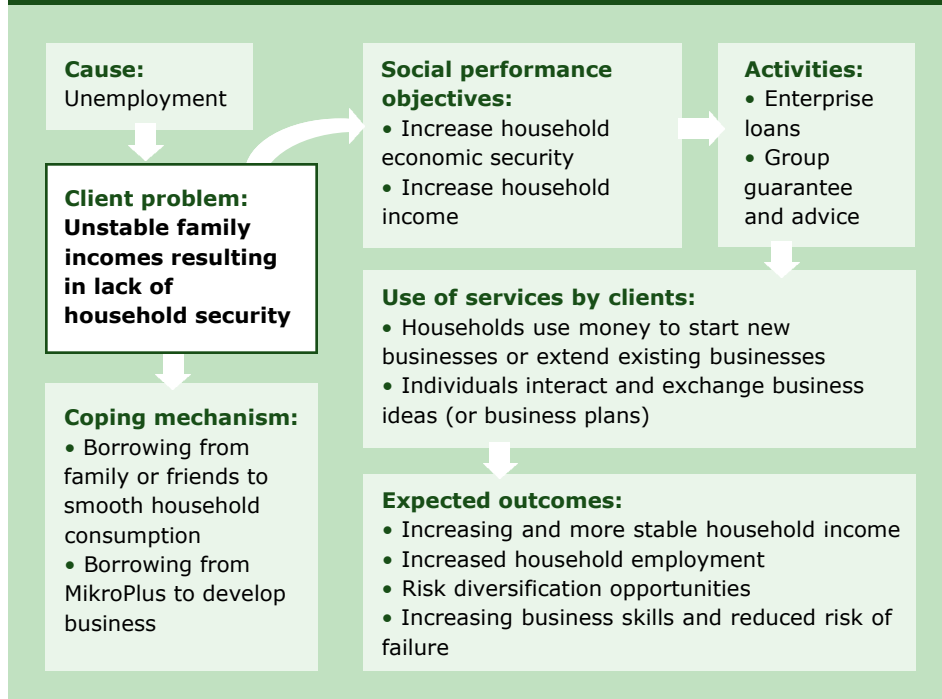 Cause:
Unemployment
Client problem:
Unstable family
incomes resulting
in lack of
household security
Coping mechanism:
• Borrowing from
family or friends to
smooth household
consumption
• Borrowing from
MikroPlus to develop
business
Social performance
objectives:
• Increase household
economic security
• Increase household
income
Activities:
• Enterprise
loans
• Group
guarantee
and advice
Use of services by clients:
• Households use money to start new
businesses or extend existing businesses
• Individuals interact and exchange business
ideas (or business plans)
Expected outcomes:
• Increasing and more stable household income
• Increased household employment
• Risk diversification opportunities
• Increasing business skills and reduced risk of
failure